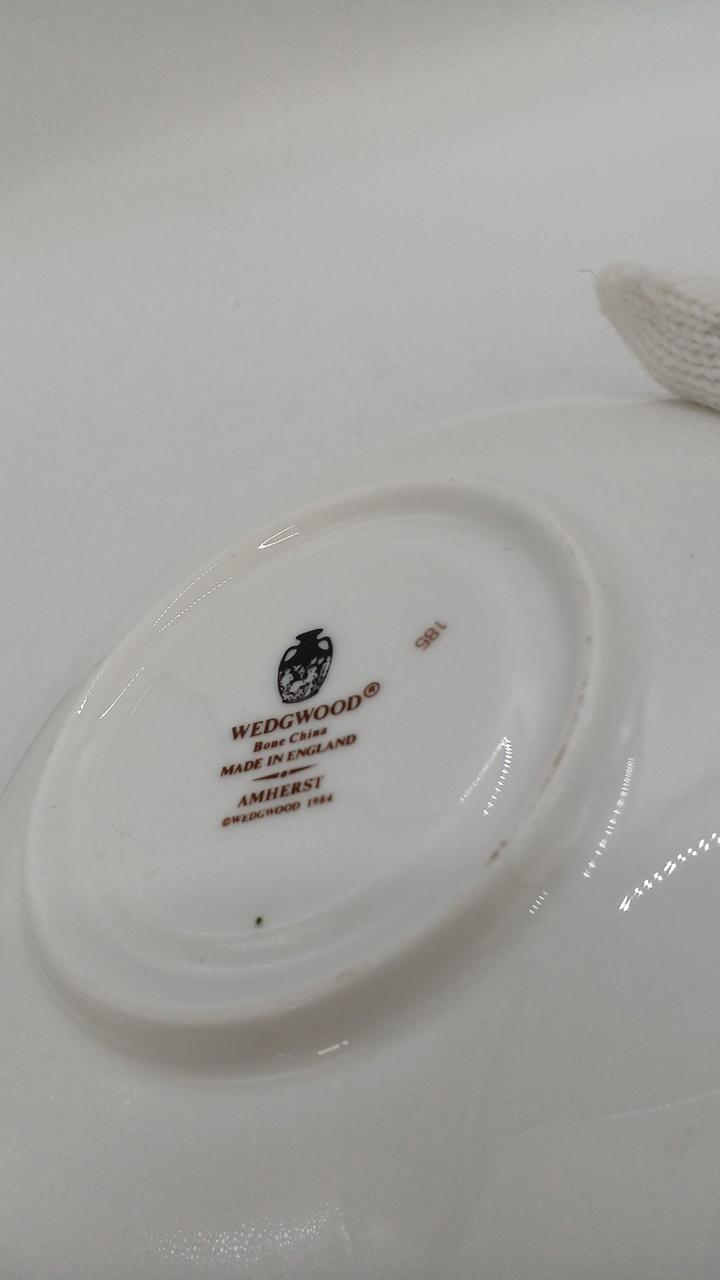 WEDGWOOD®
Bone China
MADE IN ENGLAND
AMHERST
©WEDGWOOD 1984
185